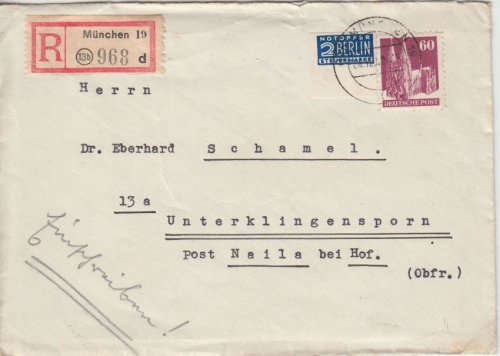 München 19
R
13b
968 d
NOTOPFER
2 BERLIN
STEUERMARKE
60
DEUTSCHE POST
Herrn
Dr. Eberhard Schamel.
13 a
Unterklingensporn
Post Naila bei Hof.
(Obfr.)
Einschreiben!